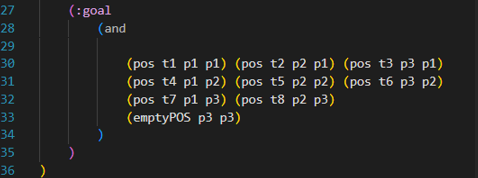 27 (:goal
28 (and
29
30 (pos t1 p1 p1) (pos t2 p2 p1) (pos t3 p3 p1)
31 (pos t4 p1 p2) (pos t5 p2 p2) (pos t6 p3 p2)
32 (pos t7 p1 p3) (pos t8 p2 p3)
33 (emptyPOS p3 p3)
34 )
35 )
36 )